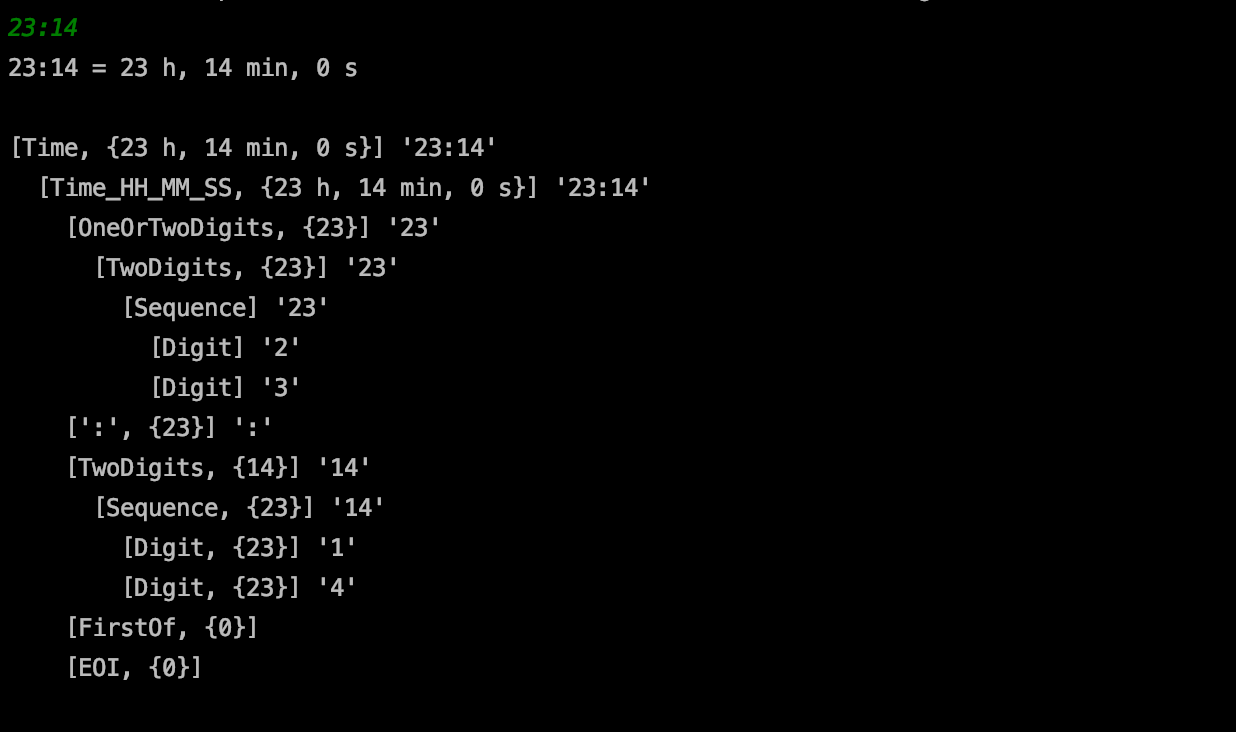 23:14
23:14 = 23 h, 14 min, 0 s
[Time, {23 h, 14 min, 0 s}] '23:14'
[Time_HH_MM_SS, {23 h, 14 min, 0 s}] '23:14'
[OneOrTwoDigits, {23}] '23'
[TwoDigits, {23}] '23'
[Sequence] '23'
[Digit] '2'
[Digit] '3'
[':', {23}] ':'
[TwoDigits, {14}] '14'
[Sequence, {23}] '14'
[Digit, {23}] '1'
[Digit, {23}] '4'
[FirstOf, {0}]
[EOI, {0}]